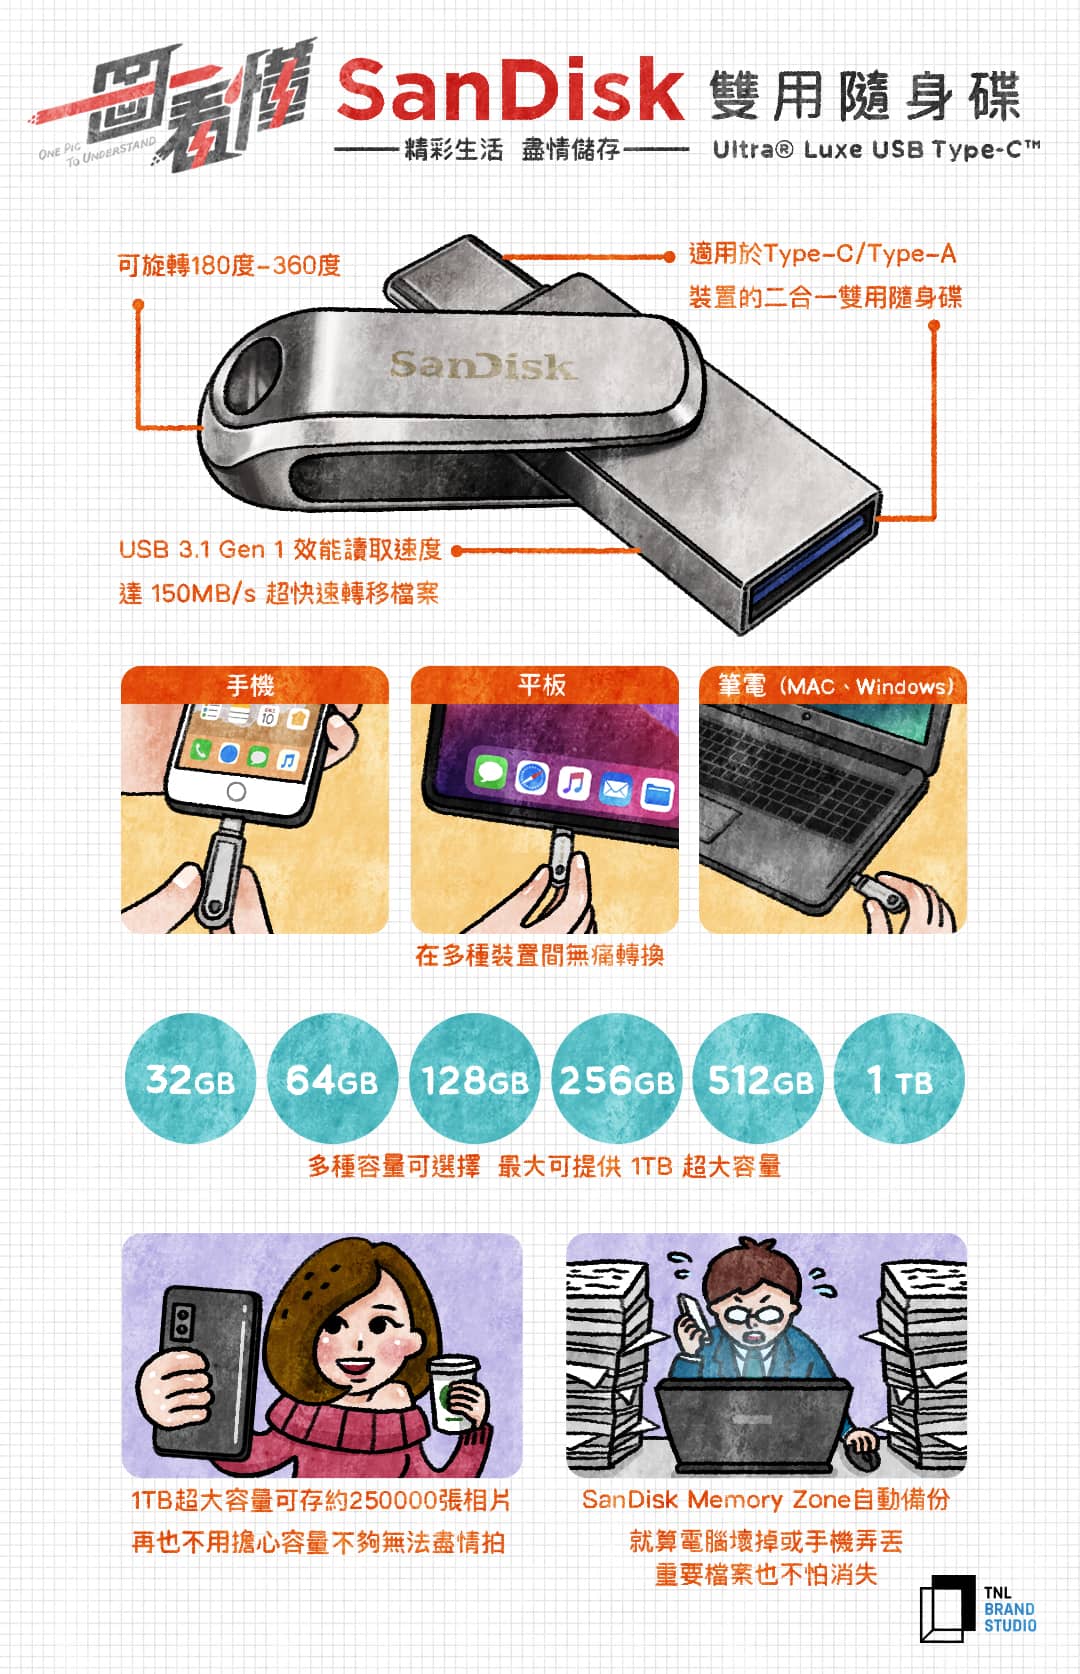 一圖看懂
ONE PIC
TO UNDERSTAND
SanDisk 雙用隨身碟
精彩生活 盡情儲存
Ultra® Luxe USB Type-C™
可旋轉180度-360度
適用於Type-C/Type-A
裝置的二合一雙用隨身碟
SanDisk
USB 3.1 Gen 1 效能讀取速度
達 150MB/s 超快速轉移檔案
手機
平板
筆電 (MAC、Windows)
10
在多種裝置間無痛轉換
32GB
64GB
128GB
256GB
512GB
1 TB
多種容量可選擇 最大可提供 1TB 超大容量
1TB超大容量可存約250000張相片
再也不用擔心容量不夠無法盡情拍
SanDisk Memory Zone自動備份
就算電腦壞掉或手機弄丟
重要檔案也不怕消失
TNL
BRAND
STUDIO